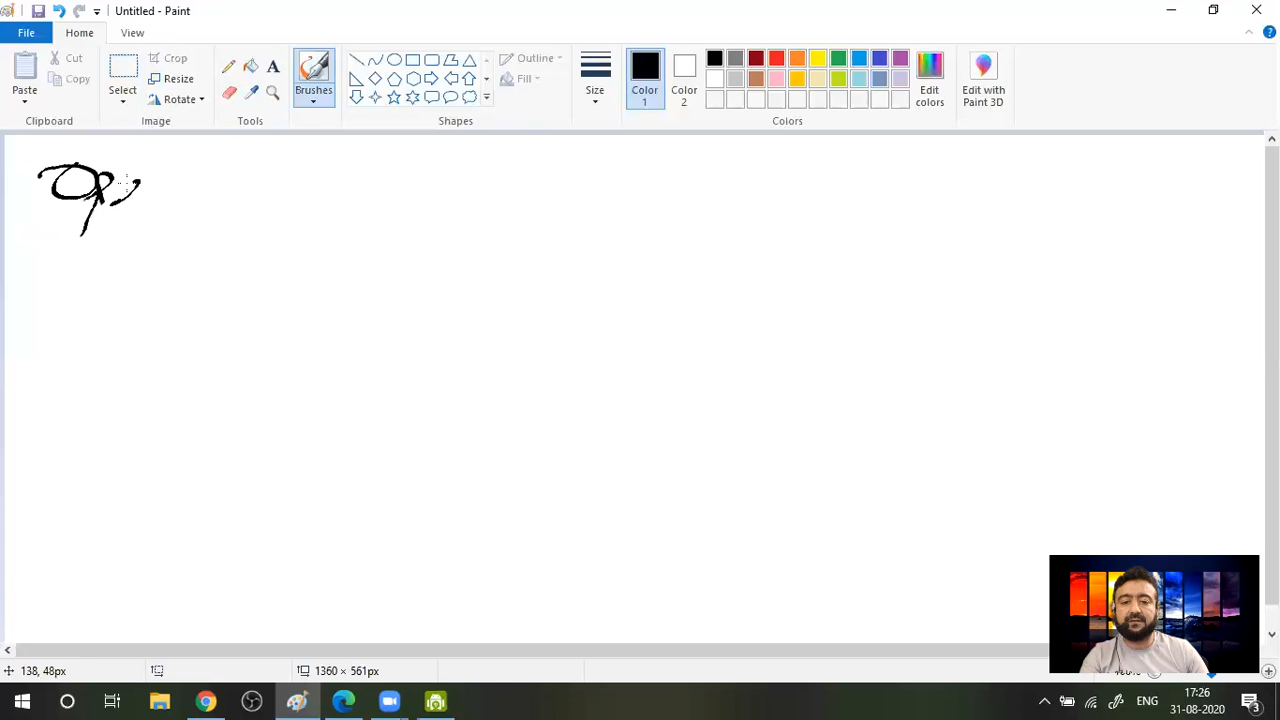 Untitled - Paint
File Home View
Paste Cut Copy
Clipboard
Select Crop Resize Rotate
Image
A
Tools
Brushes
Outline Fill
Shapes
Size
Color 1
Color 2
Edit colors
Colors
Edit with Paint 3D
138, 48px
1360 × 561px
ENG
17:26
31-08-2020
3